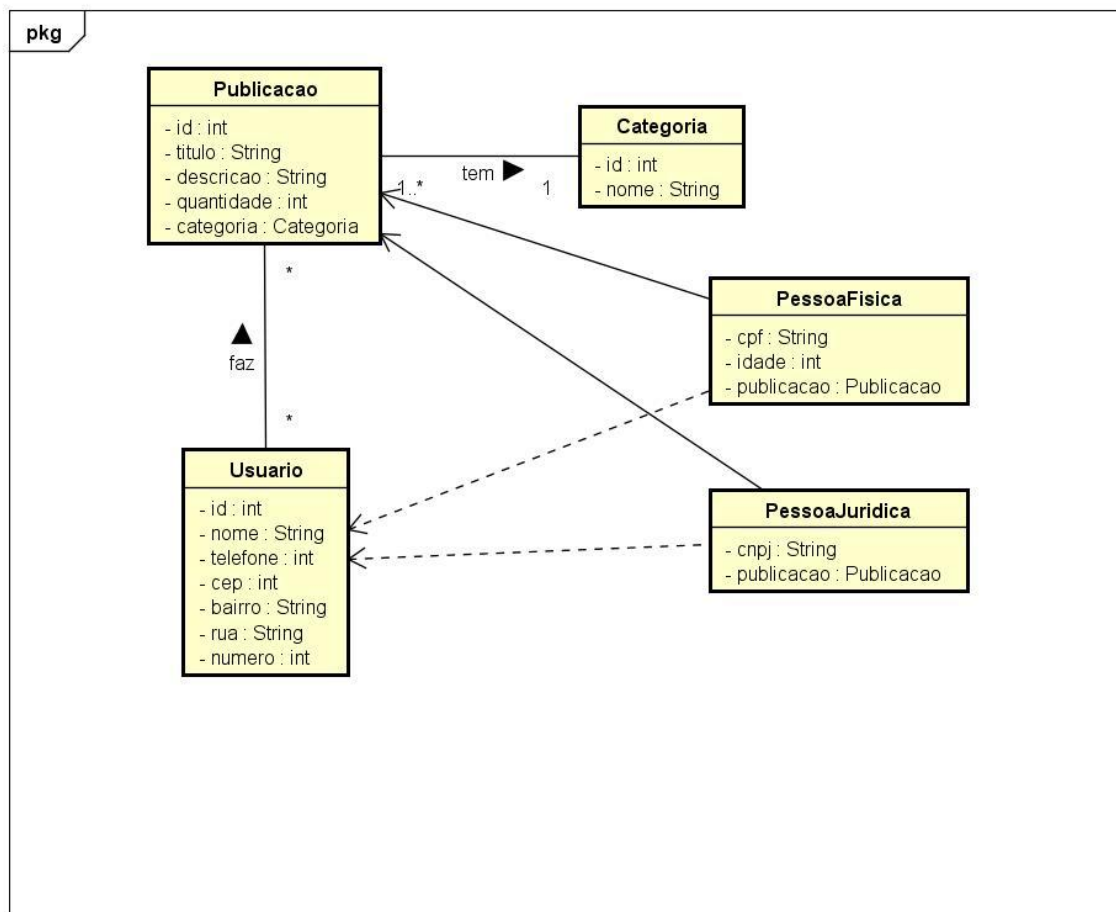 pkg
Publicacao
- id : int
- titulo : String
- descricao : String
- quantidade : int
- categoria : Categoria
Categoria
- id : int
- nome : String
tem
1..*
1
PessoaFisica
- cpf : String
- idade : int
- publicacao : Publicacao
*
faz
*
Usuario
- id : int
- nome : String
- telefone : int
- cep : int
- bairro : String
- rua : String
- numero : int
PessoaJuridica
- cnpj : String
- publicacao : Publicacao